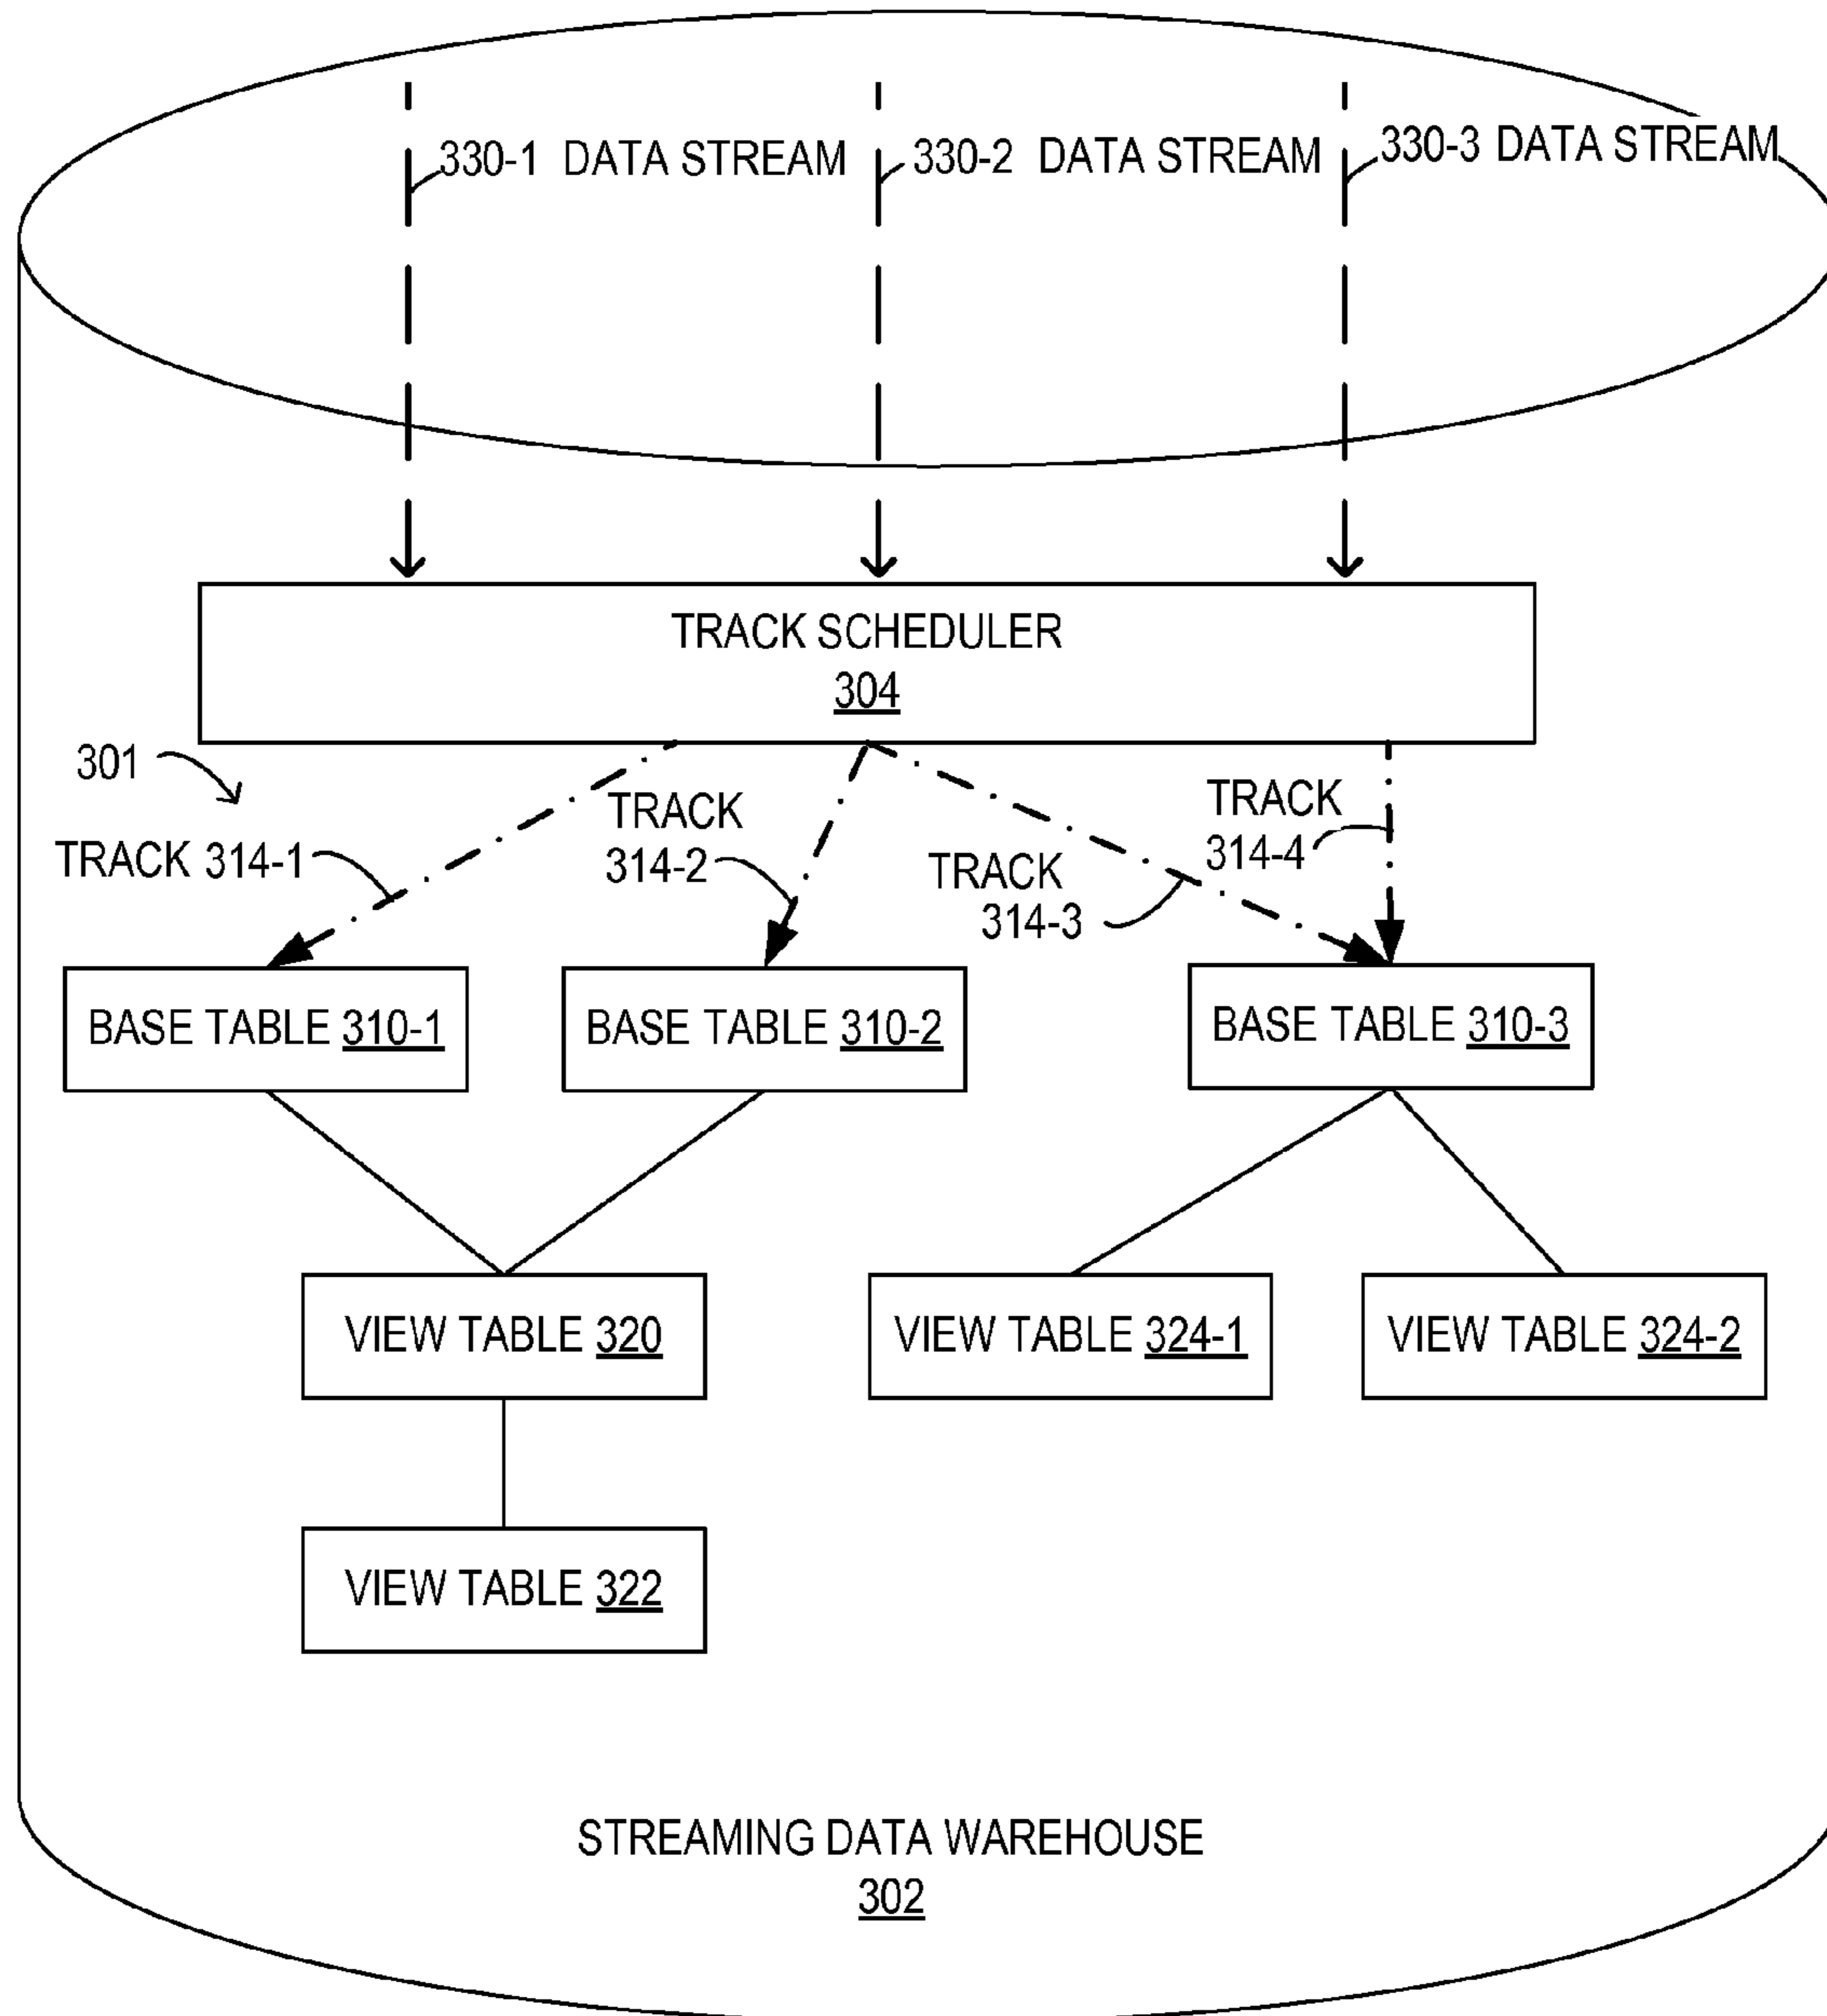 330-1 DATA STREAM
330-2 DATA STREAM
330-3 DATA STREAM
TRACK SCHEDULER
304
301
TRACK 314-1
TRACK
314-2
TRACK
314-3
TRACK
314-4
BASE TABLE 310-1
BASE TABLE 310-2
BASE TABLE 310-3
VIEW TABLE 320
VIEW TABLE 324-1
VIEW TABLE 324-2
VIEW TABLE 322
STREAMING DATA WAREHOUSE
302